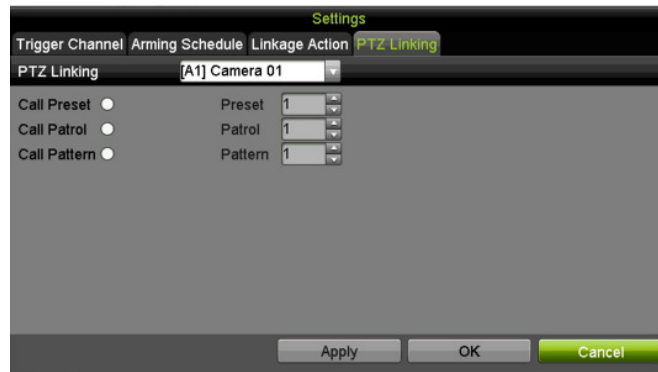 Settings
Trigger Channel Arming Schedule Linkage Action PTZ Linking
PTZ Linking [A1] Camera 01
Call Preset Preset 1
Call Patrol Patrol 1
Call Pattern Pattern 1
Apply OK Cancel